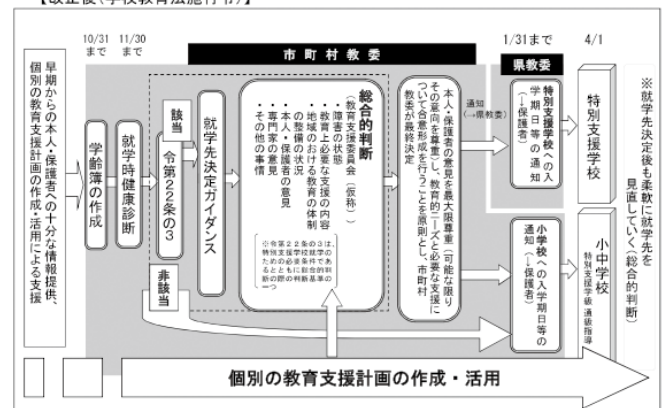 【改正後(学校教育法施行令)】
10/31
まで
11/30
まで
市町村教委
1/31まで
県教委
4/1
早期からの本人・保護者への十分な情報提供、
個別の教育支援計画の作成・活用による支援
学齢簿の作成
就学時健康診断
該当
令第22条の3
非該当
就学先決定ガイダンス
総合的判断
(教育支援委員会(仮称))
・障害の状態
・教育上必要な支援の内容
・地域における教育の体制
の整備の状況
・本人・保護者の意見
・専門家の意見
・その他の事情
※令第22条の3は、
特別支援学校就学の
ための必要条件であ
るとともに総合的判
断の際の判断基準の
一つ
本人・保護者の意見を最大限尊重(可能な限り
その意向を尊重)し、教育的ニーズと必要な支援に
ついて合意形成を行うことを原則とし、市町村
教委が最終決定
通知
(→県教委)
特別支援学校への入
学期日等の通知
(→保護者)
小学校への入学期日等の
通知(→保護者)
特別支援学校
小中学校
特別支援学級 通級指導
※就学先決定後も柔軟に就学先を
見直していく(総合的判断)
個別の教育支援計画の作成・活用